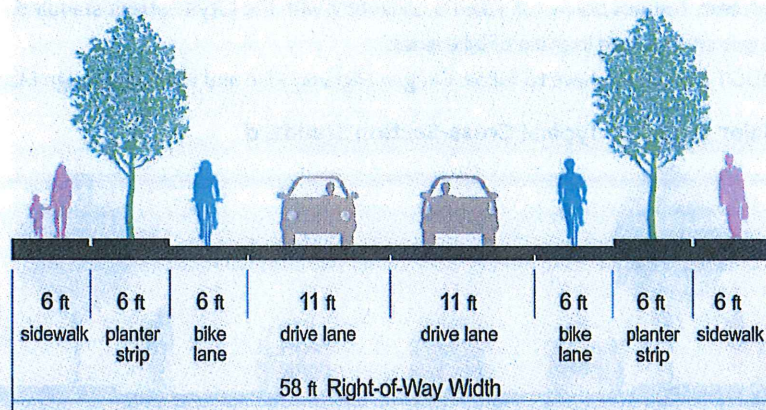 6 ft 6 ft 6 ft 11 ft 11 ft 6 ft 6 ft 6 ft
sidewalk planter strip bike lane drive lane drive lane bike lane planter strip sidewalk
58 ft Right-of-Way Width